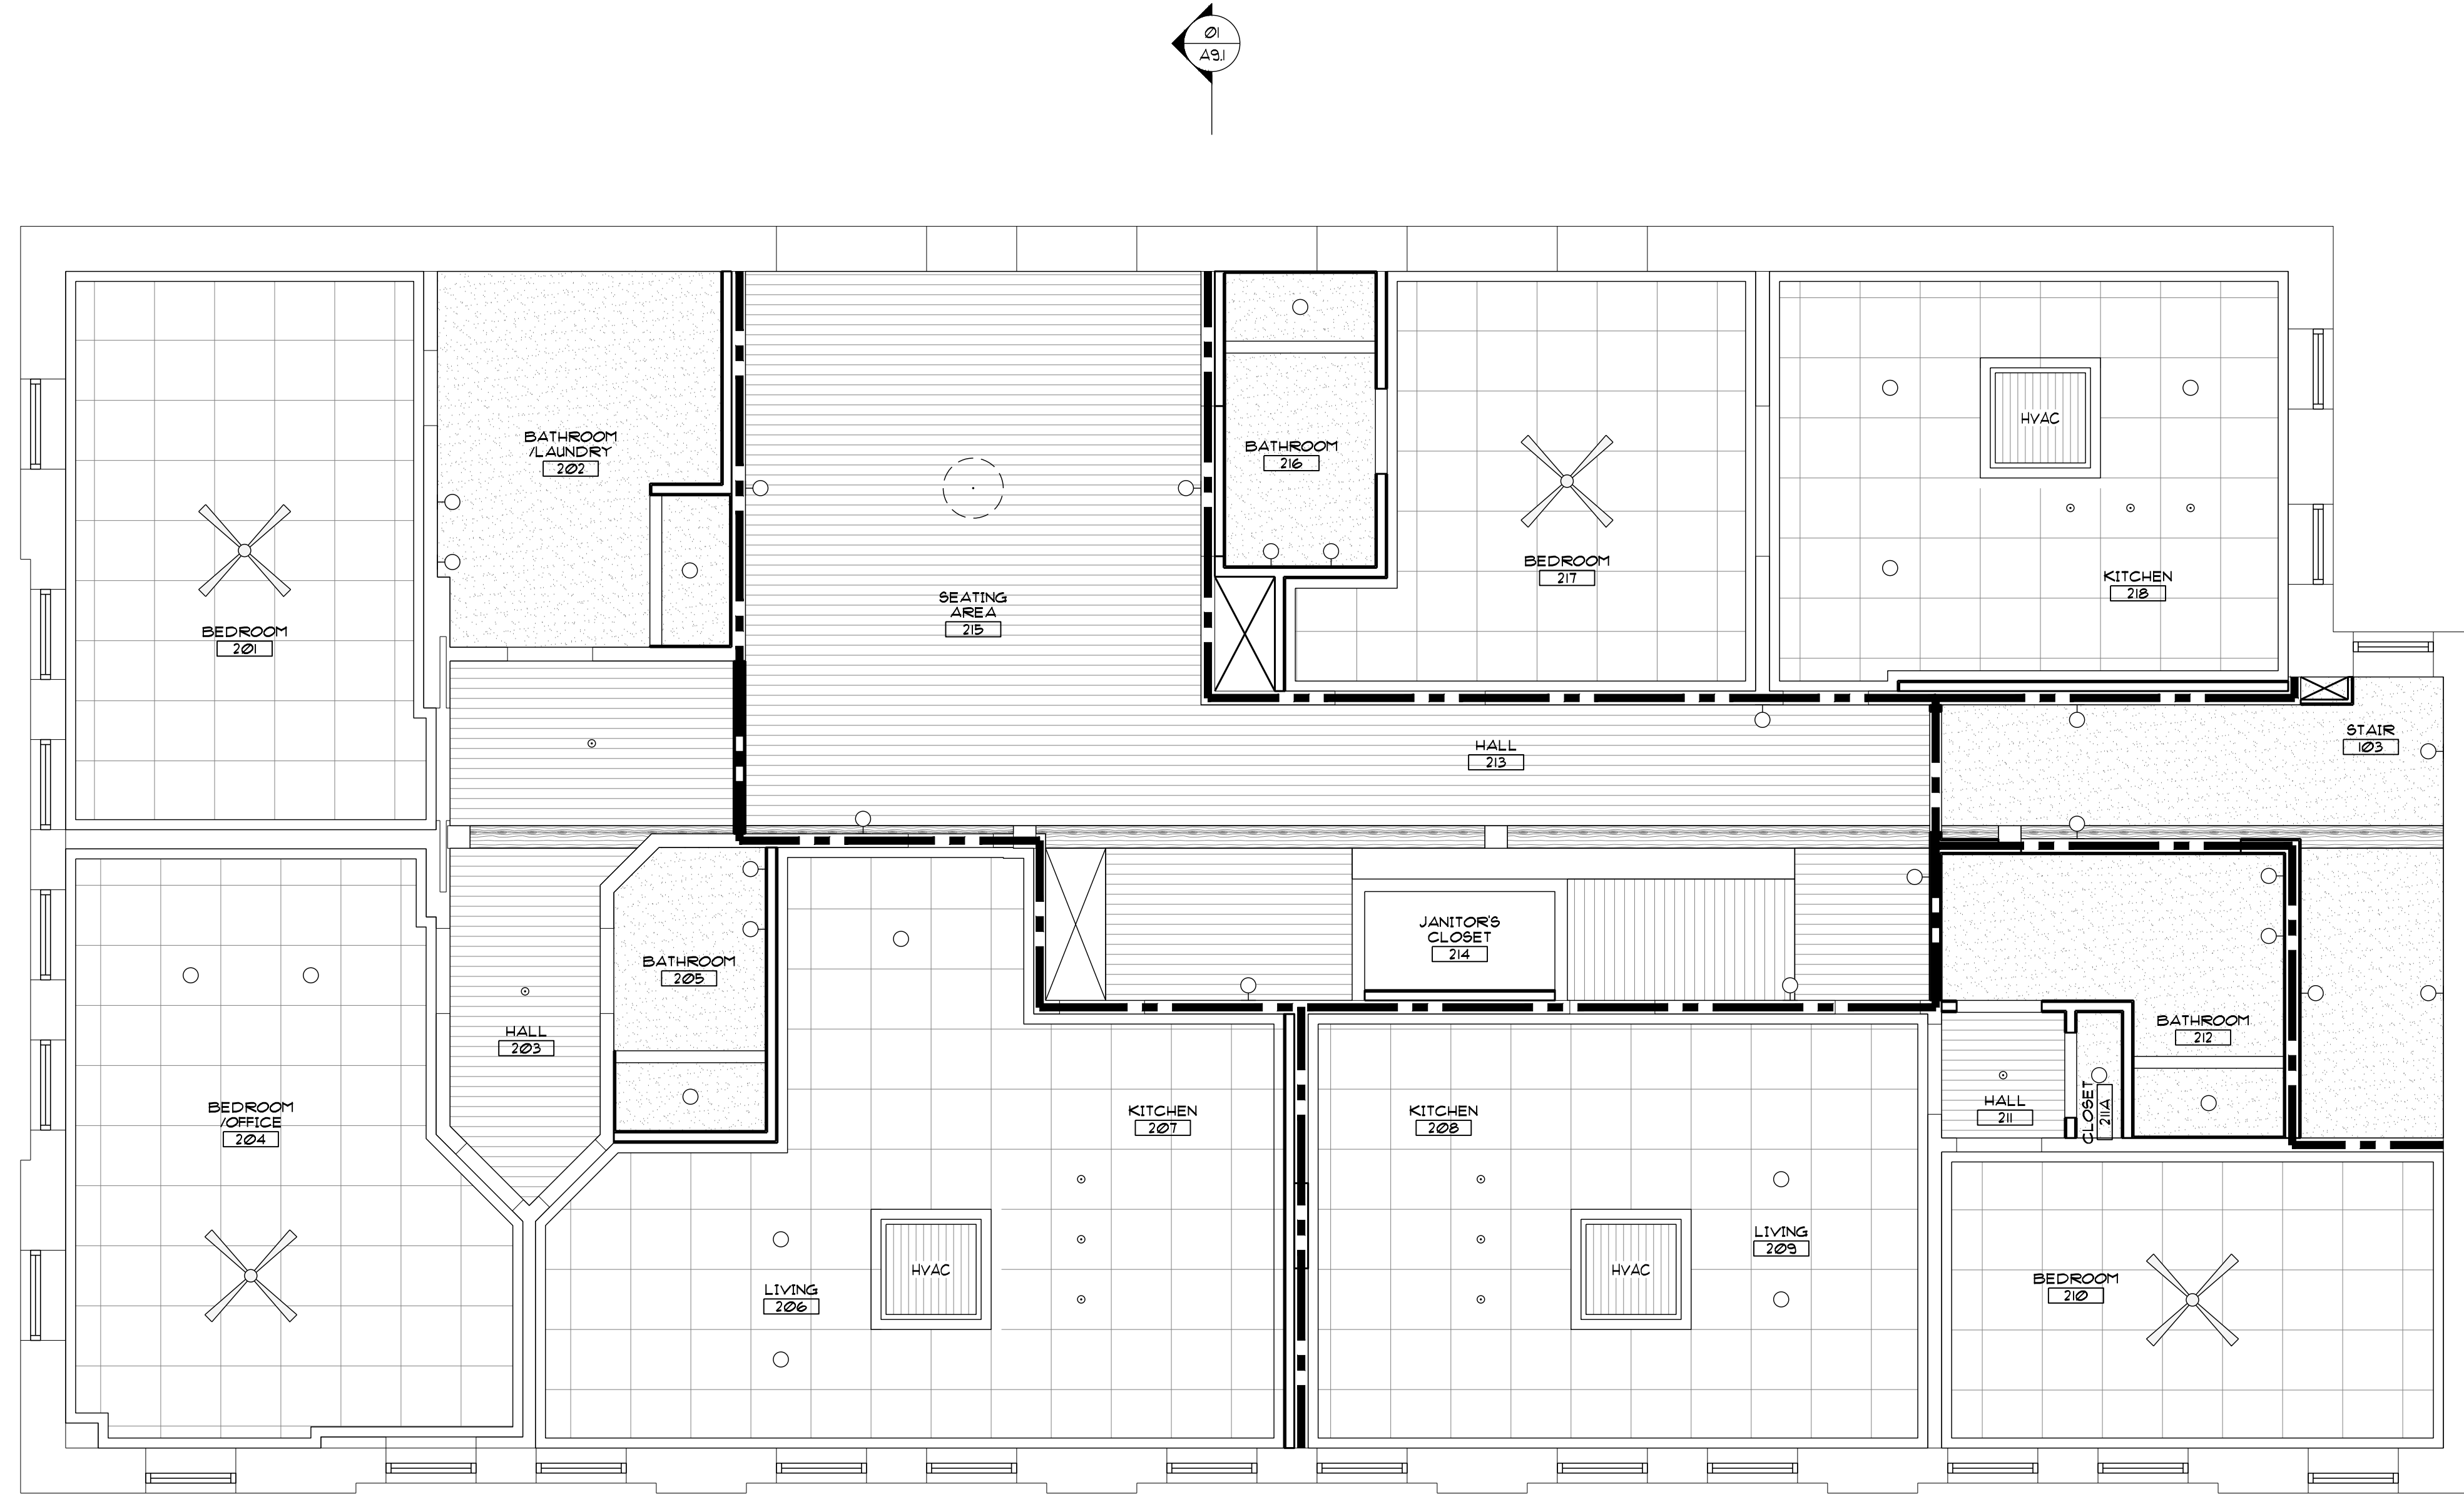 01
A9.1
BATHROOM
/LAUNDRY
202
BATHROOM
216
HVAC
BEDROOM
217
KITCHEN
218
SEATING
AREA
215
BEDROOM
201
STAIR
103
HALL
213
JANITOR'S
CLOSET
214
BATHROOM
205
HALL
203
BATHROOM
212
HALL
211
CLOSET
211A
BEDROOM
/OFFICE
204
KITCHEN
207
KITCHEN
208
LIVING
209
HVAC
HVAC
LIVING
206
BEDROOM
210